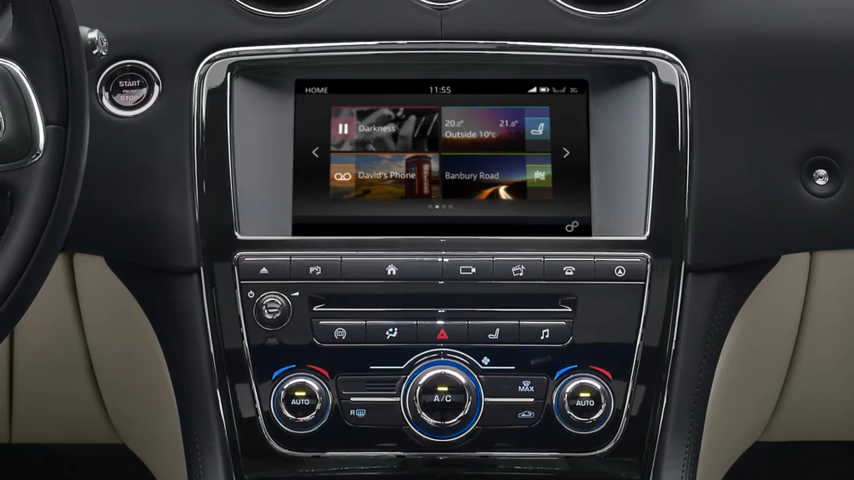 START
STOP
HOME
11:55
3G
Darkness
20.0°
21.0°
Outside 10°c
David's Phone
Banbury Road
AUTO
A/C
MAX
R
AUTO